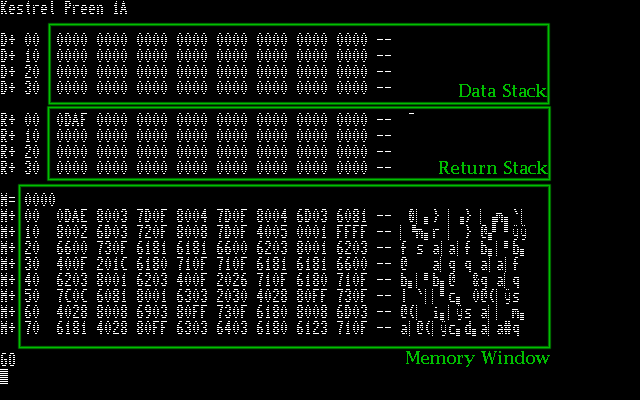 Kestrel Preen 1A
D+ 00 0000 0000 0000 0000 0000 0000 0000 0000 --
D+ 10 0000 0000 0000 0000 0000 0000 0000 0000 --
D+ 20 0000 0000 0000 0000 0000 0000 0000 0000 --
D+ 30 0000 0000 0000 0000 0000 0000 0000 0000 --
Data Stack
R+ 00 0DAF 0000 0000 0000 0000 0000 0000 0000 --
R+ 10 0000 0000 0000 0000 0000 0000 0000 0000 --
R+ 20 0000 0000 0000 0000 0000 0000 0000 0000 --
R+ 30 0000 0000 0000 0000 0000 0000 0000 0000 --
Return Stack
M= 0000
M+ 00 0DAE 8003 7D0F 8004 7D0F 8004 6D03 6081 --
M+ 10 8002 6D03 720F 8008 7D0F 4005 0001 FFFF --
M+ 20 6600 730F 6181 6181 6600 6203 8001 6203 --
M+ 30 400F 201C 6180 710F 710F 6181 6181 6600 --
M+ 40 6203 8001 6203 400F 2026 710F 6180 710F --
M+ 50 7C0C 6081 8001 6303 2030 4028 80FF 730F --
M+ 60 4028 8008 6903 80FF 730F 6180 8008 6D03 --
M+ 70 6181 4028 80FF 6303 6403 6180 6123 710F --
Memory Window
GO